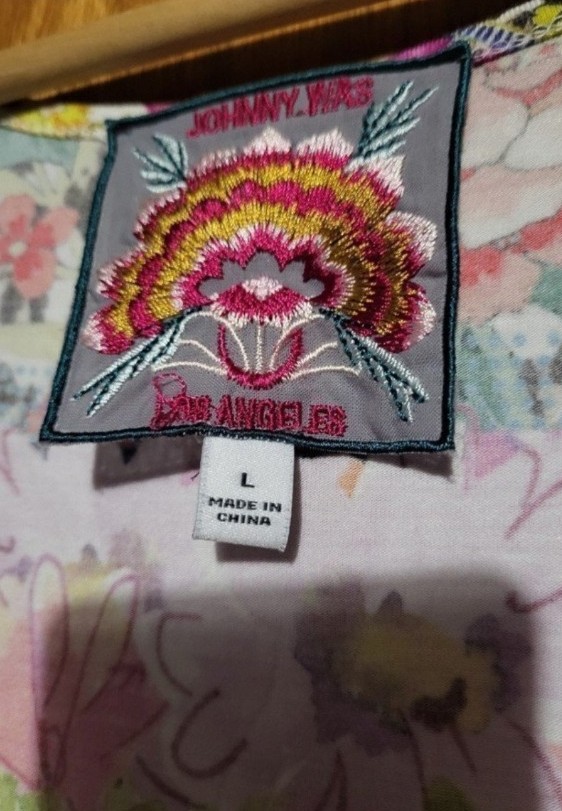 JOHNNY.WAS
LOS ANGELES
L
MADE IN
CHINA